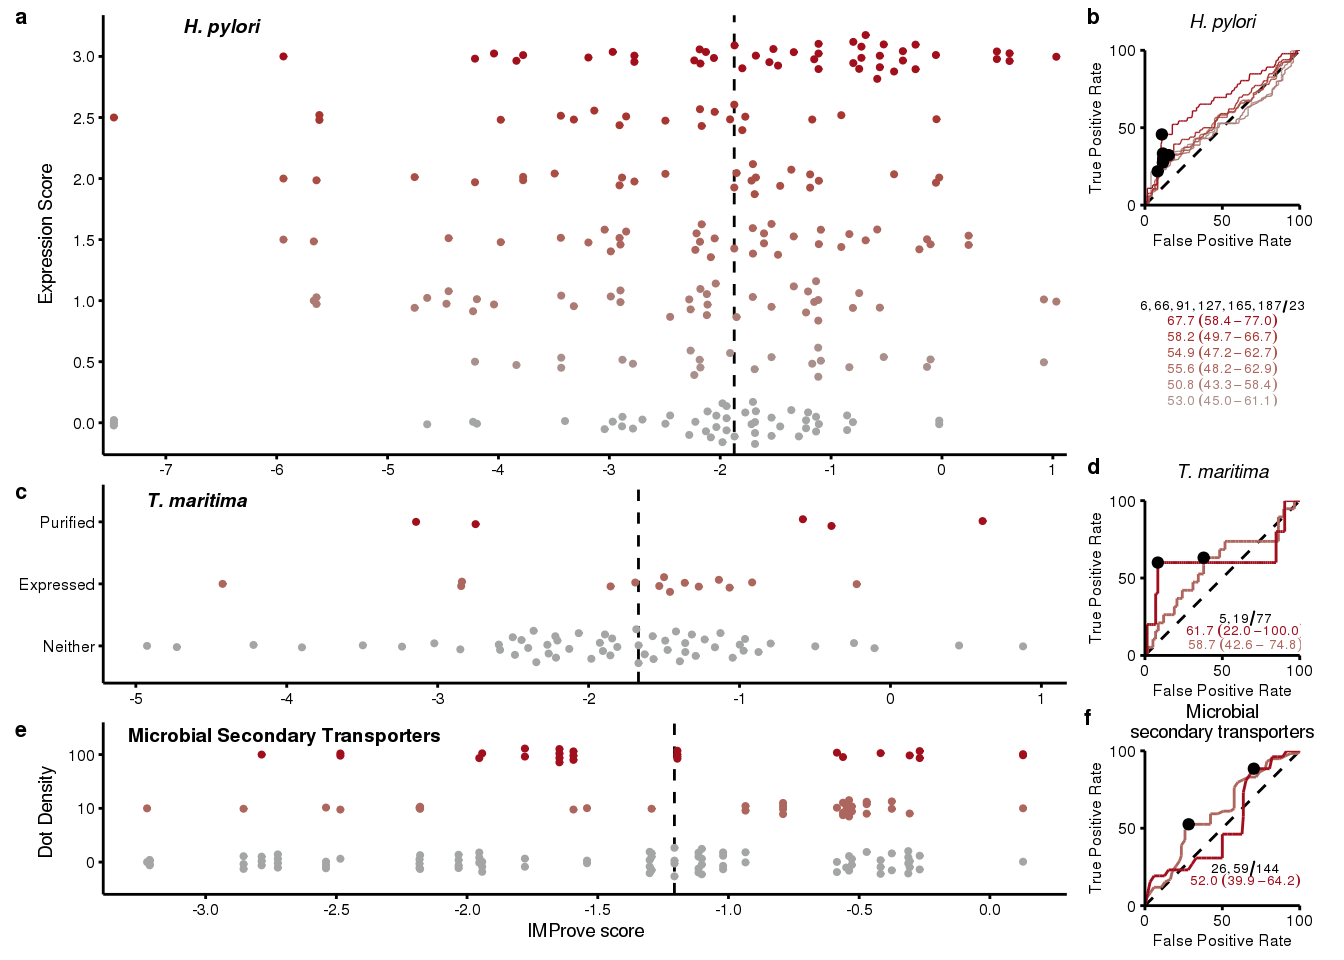 a
H. pylori
Expression Score
3.0
2.5
2.0
1.5
1.0
0.5
0.0
-7
-6
-5
-4
-3
-2
-1
0
1
b
H. pylori
True Positive Rate
100
50
0
0
50
100
False Positive Rate
6,66,91,127,165,187/23
67.7 (58.4–77.0)
58.2 (49.7–66.7)
54.9 (47.2–62.7)
55.6 (48.2–62.9)
50.8 (43.3–58.4)
53.0 (45.0–61.1)
c
T. maritima
Purified
Expressed
Neither
-5
-4
-3
-2
-1
0
1
d
T. maritima
True Positive Rate
100
50
0
5,19/77
61.7 (22.0–100.0)
58.7 (42.6–74.8)
0
50
100
False Positive Rate
e
Microbial Secondary Transporters
Dot Density
100
10
0
-3.0
-2.5
-2.0
-1.5
-1.0
-0.5
0.0
IMProve score
f
Microbial
secondary transporters
True Positive Rate
100
50
0
26,59/144
52.0 (39.9–64.2)
0
50
100
False Positive Rate